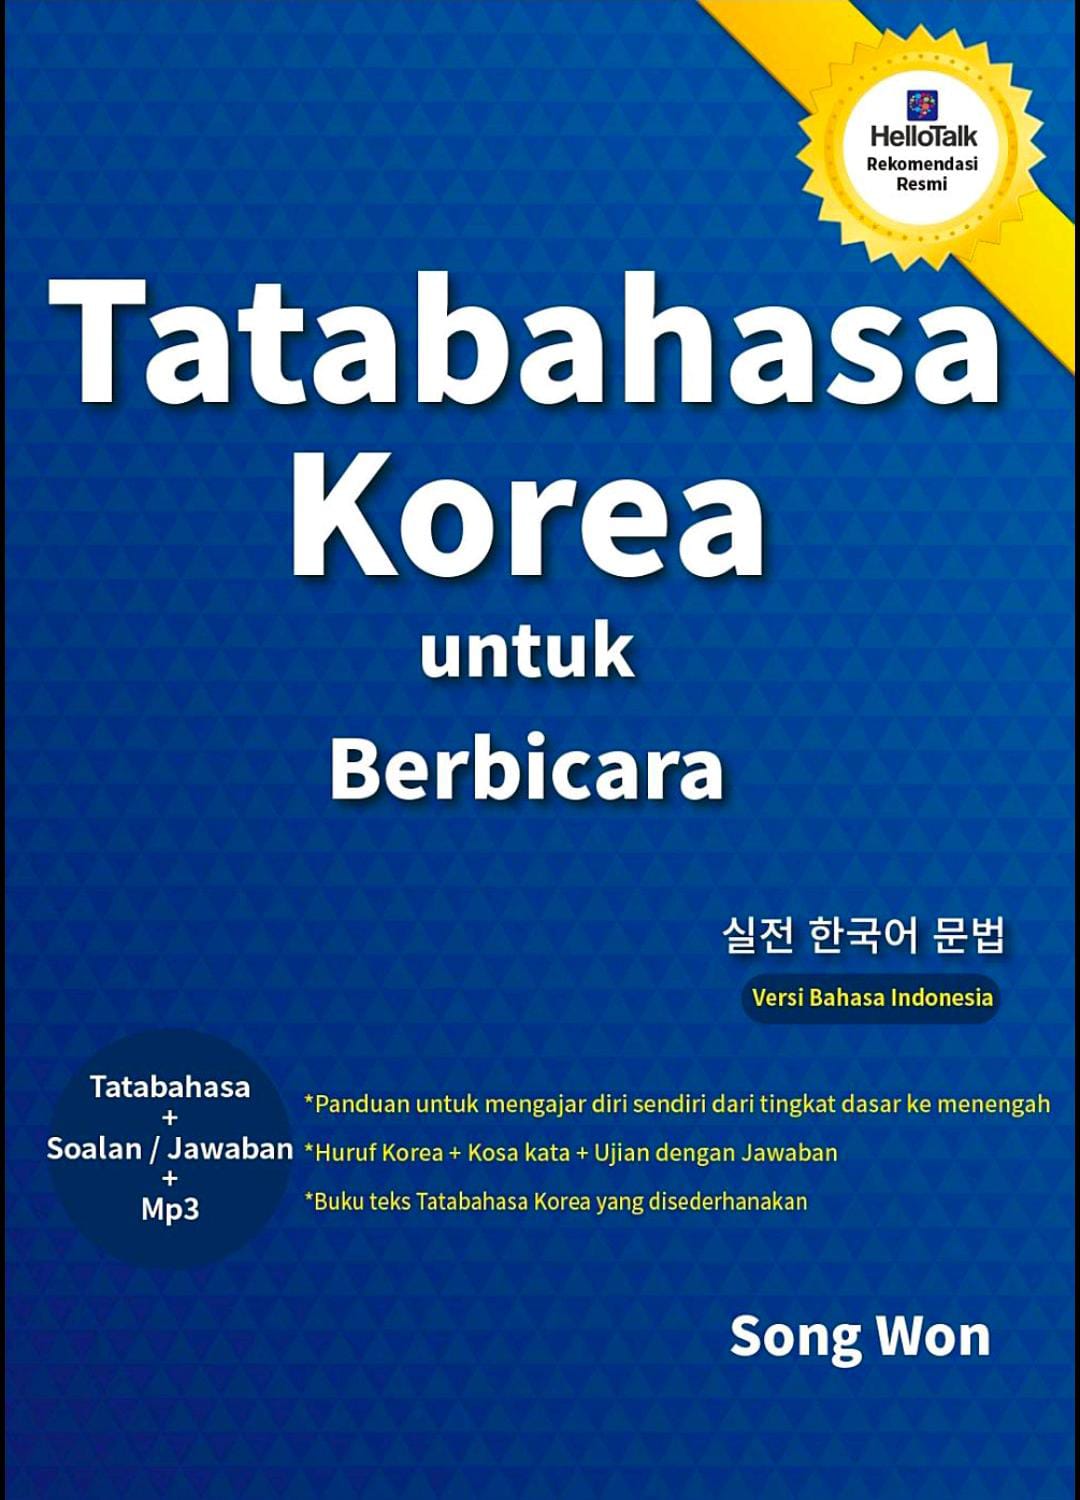 HelloTalk
Rekomendasi
Resmi
Tatabahasa
Korea
untuk
Berbicara
실전 한국어 문법
Versi Bahasa Indonesia
Tatabahasa
+
Soalan / Jawaban
+
Mp3
*Panduan untuk mengajar diri sendiri dari tingkat dasar ke menengah
*Huruf Korea + Kosa kata + Ujian dengan Jawaban
*Buku teks Tatabahasa Korea yang disederhanakan
Song Won